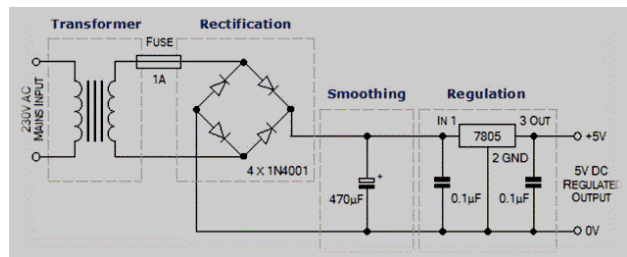 Transformer
Rectification
FUSE
1A
230V AC
MAINS INPUT
4 X 1N4001
Smoothing
470µF
+
Regulation
IN 1
7805
3 OUT
2 GND
0.1µF
0.1µF
+5V
5V DC
REGULATED
OUTPUT
0V